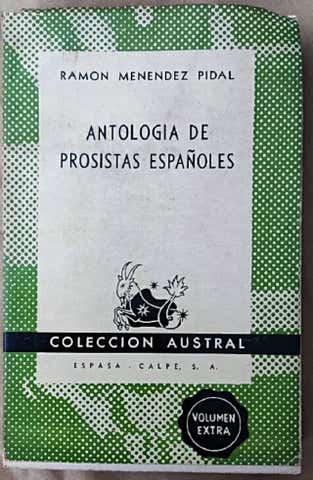 RAMON MENENDEZ PIDAL
ANTOLOGIA DE
PROSISTAS ESPAÑOLES
COLECCION AUSTRAL
ESPASA - CALPE, S. A.
VOLUMEN
EXTRA